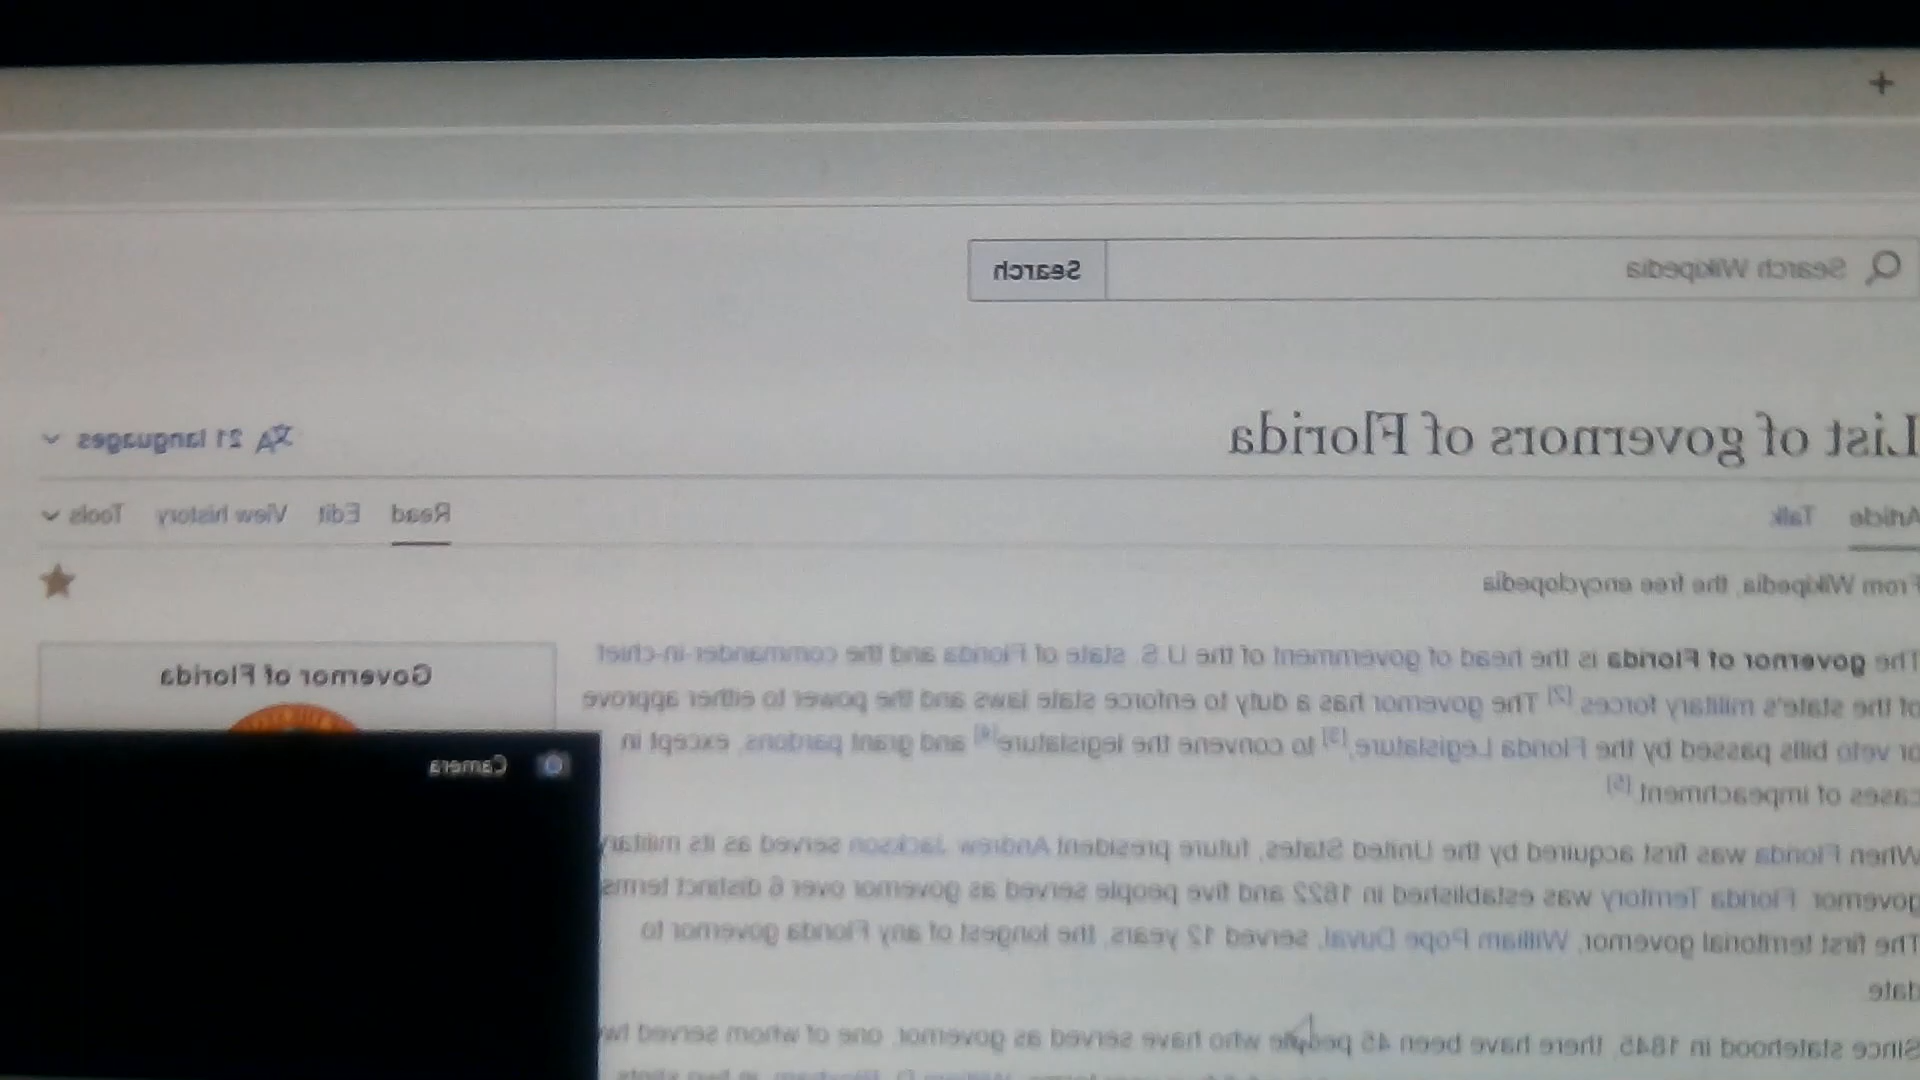 +
Search Wikipedia
Search
List of governors of Florida
21 languages
Article Talk
Read Edit View history Tools
From Wikipedia, the free encyclopedia
The governor of Florida is the head of government of the U.S. state of Florida and the commander-in-chief
of the state's military forces.[2] The governor has a duty to enforce state laws and the power to either approve
or veto bills passed by the Florida Legislature,[3] to convene the legislature[4] and grant pardons, except in
cases of impeachment.[5]
When Florida was first acquired by the United States, future president Andrew Jackson served as its military
governor. Florida Territory was established in 1822 and five people served as governor over 6 distinct terms.
The first territorial governor, William Pope Duval, served 12 years, the longest of any Florida governor to
date.
Since statehood in 1845, there have been 45 people who have served as governor, one of whom served tw
Governor of Florida
Camera